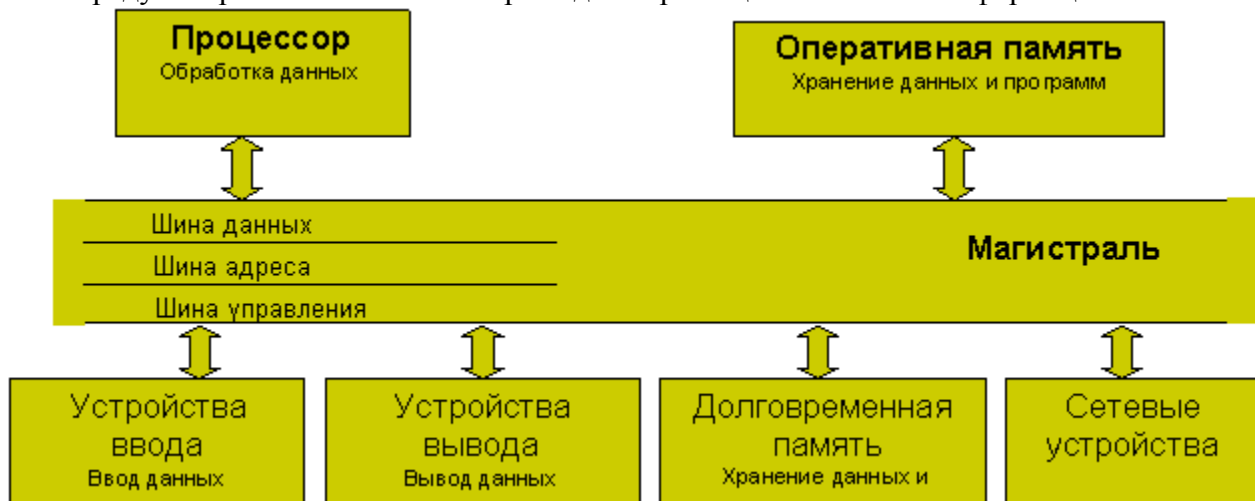 Процессор
Обработка данных
Оперативная память
Хранение данных и программ
Шина данных
Шина адреса
Шина управления
Магистраль
Устройства
ввода
Ввод данных
Устройства
вывода
Вывод данных
Долговременная
память
Хранение данных и
Сетевые
устройства